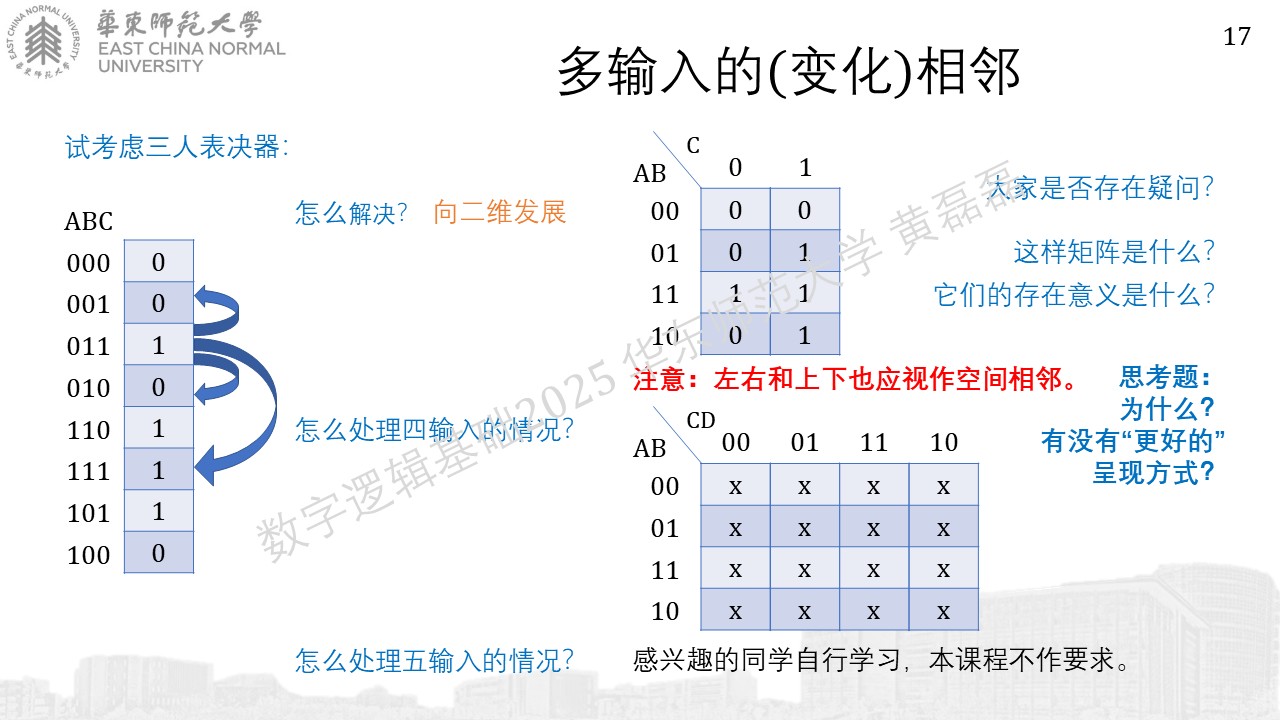 EAST CHINA NORMAL UNIVERSITY
華東師範大學
華東師範大學
EAST CHINA NORMAL
UNIVERSITY
17
多输入的(变化)相邻
试考虑三人表决器：
ABC
000 0
001 0
011 1
010 0
110 1
111 1
101 1
100 0
怎么解决？ 向二维发展
怎么处理四输入的情况？
怎么处理五输入的情况？
C
AB 0 1
00 0 0
01 0 1
11 1 1
10 0 1
大家是否存在疑问？
这样矩阵是什么？
它们的存在意义是什么？
注意：左右和上下也应视作空间相邻。
思考题：
为什么？
有没有“更好的”
呈现方式？
CD
AB 00 01 11 10
00 x x x x
01 x x x x
11 x x x x
10 x x x x
感兴趣的同学自行学习，本课程不作要求。
数字逻辑基础2025 华东师范大学 黄磊磊